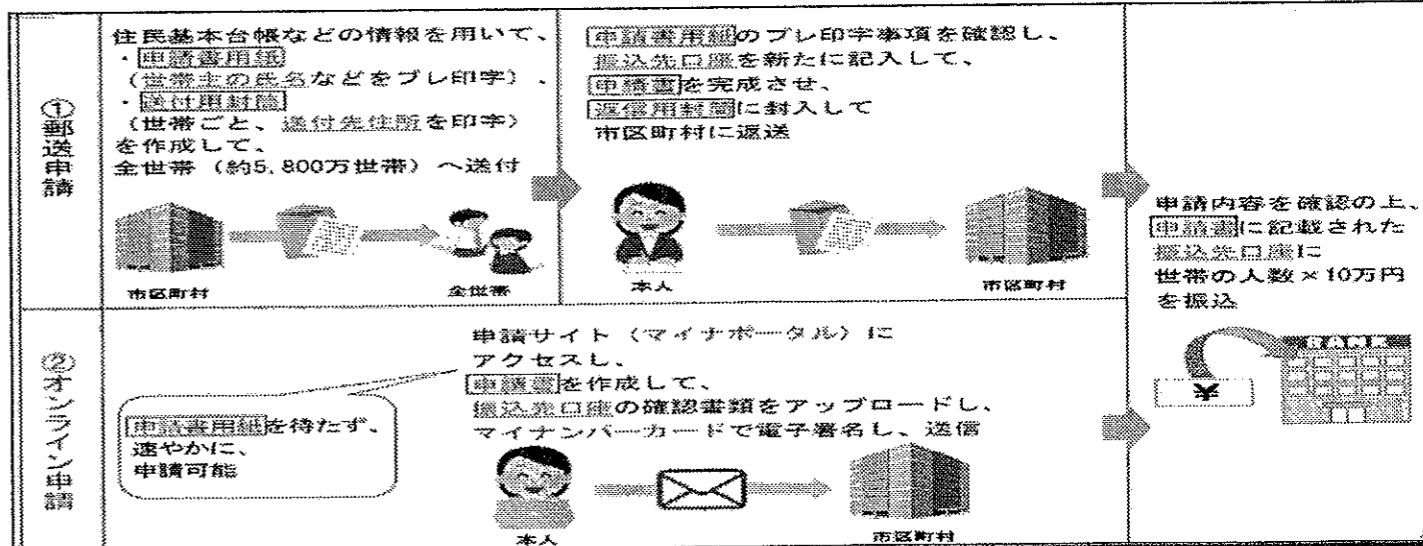 ①郵送申請
住民基本台帳などの情報を用いて、
・申請書用紙
（世帯主の氏名などをプレ印字）、
・送付用封筒
（世帯ごと、送付先住所を印字）
を作成して、
全世帯（約5,800万世帯）へ送付
市区町村
全世帯
申請書用紙のプレ印字事項を確認し、
振込先口座を新たに記入して、
申請書を完成させ、
返信用封筒に封入して
市区町村に返送
本人
市区町村
②オンライン申請
申請書用紙を待たず、
速やかに、
申請可能
申請サイト（マイナポータル）に
アクセスし、
申請書を作成して、
振込先口座の確認書類をアップロードし、
マイナンバーカードで電子署名し、送信
本人
市区町村
申請内容を確認の上、
申請書に記載された
振込先口座に
世帯の人数×10万円
を振込
BANK
¥